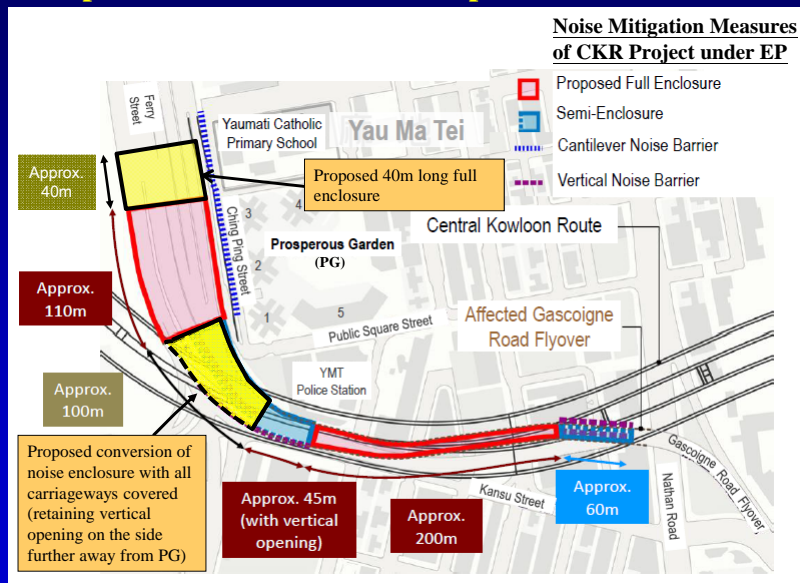 Noise Mitigation Measures
of CKR Project under EP
Proposed Full Enclosure
Semi-Enclosure
Cantilever Noise Barrier
Vertical Noise Barrier
Ferry
Street
Yaumati Catholic
Primary School
Yau Ma Tei
Approx.
40m
Proposed 40m long full
enclosure
Ching Ping Street
3
4
Prosperous Garden
(PG)
2
1
5
Central Kowloon Route
Approx.
110m
Public Square Street
Affected Gascoigne
Road Flyover
YMT
Police Station
Approx.
100m
Proposed conversion of
noise enclosure with all
carriageways covered
(retaining vertical
opening on the side
further away from PG)
Approx. 45m
(with vertical
opening)
Approx.
200m
Kansu Street
Approx.
60m
Nathan Road
Gascoigne Road Flyover